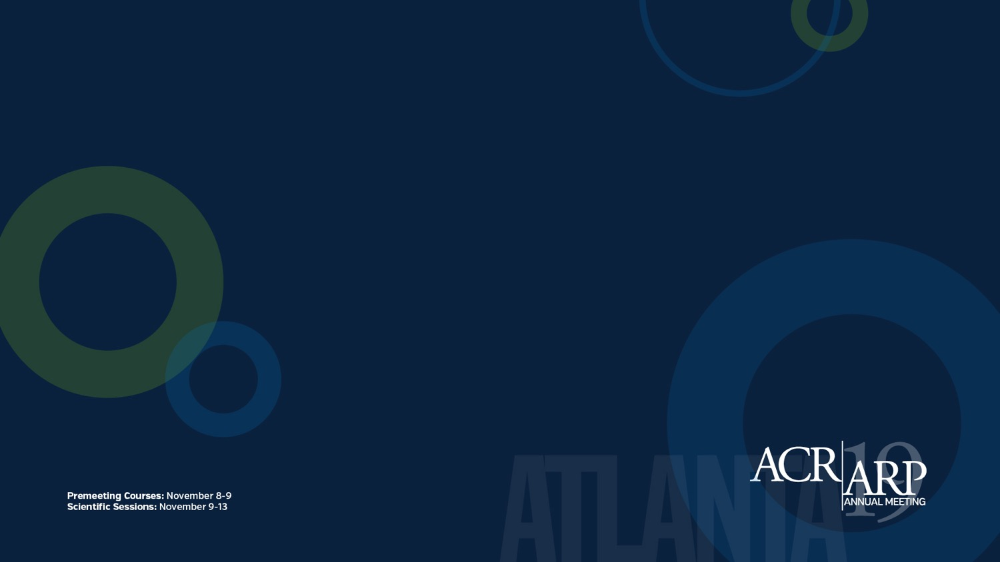 Premeeting Courses: November 8-9
Scientific Sessions: November 9-13
ATLANTA
19
ACR ARP
ANNUAL MEETING